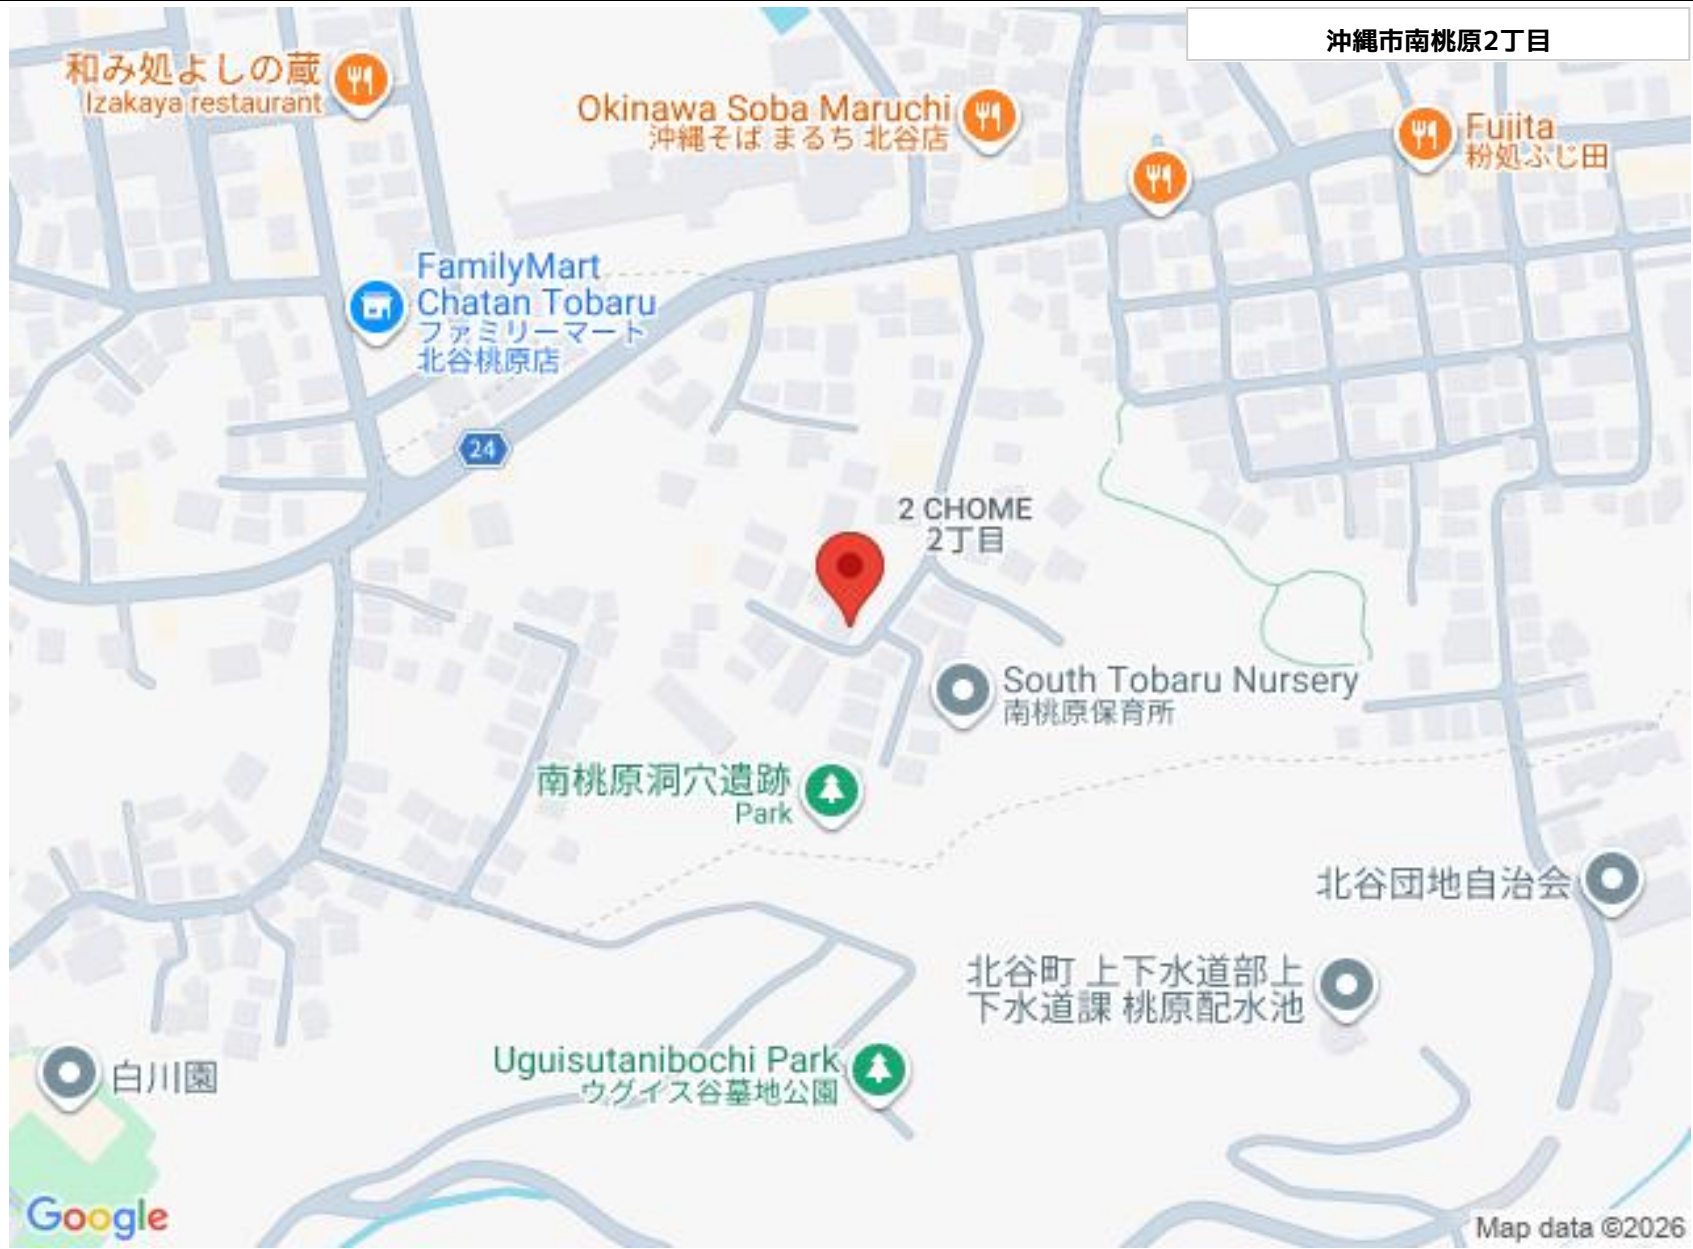 沖縄市南桃原2丁目
和み処よしの蔵
Izakaya restaurant
Okinawa Soba Maruchi
沖縄そば まるち 北谷店
Fujita
粉処ふじ田
FamilyMart
Chatan Tobaru
ファミリーマート
北谷桃原店
24
2 CHOME
2丁目
South Tobaru Nursery
南桃原保育所
南桃原洞穴遺跡
Park
北谷団地自治会
北谷町 上下水道部上
下水道課 桃原配水池
Uguisutanibochi Park
ウグイス谷墓地公園
白川園
Google
Map data ©2026